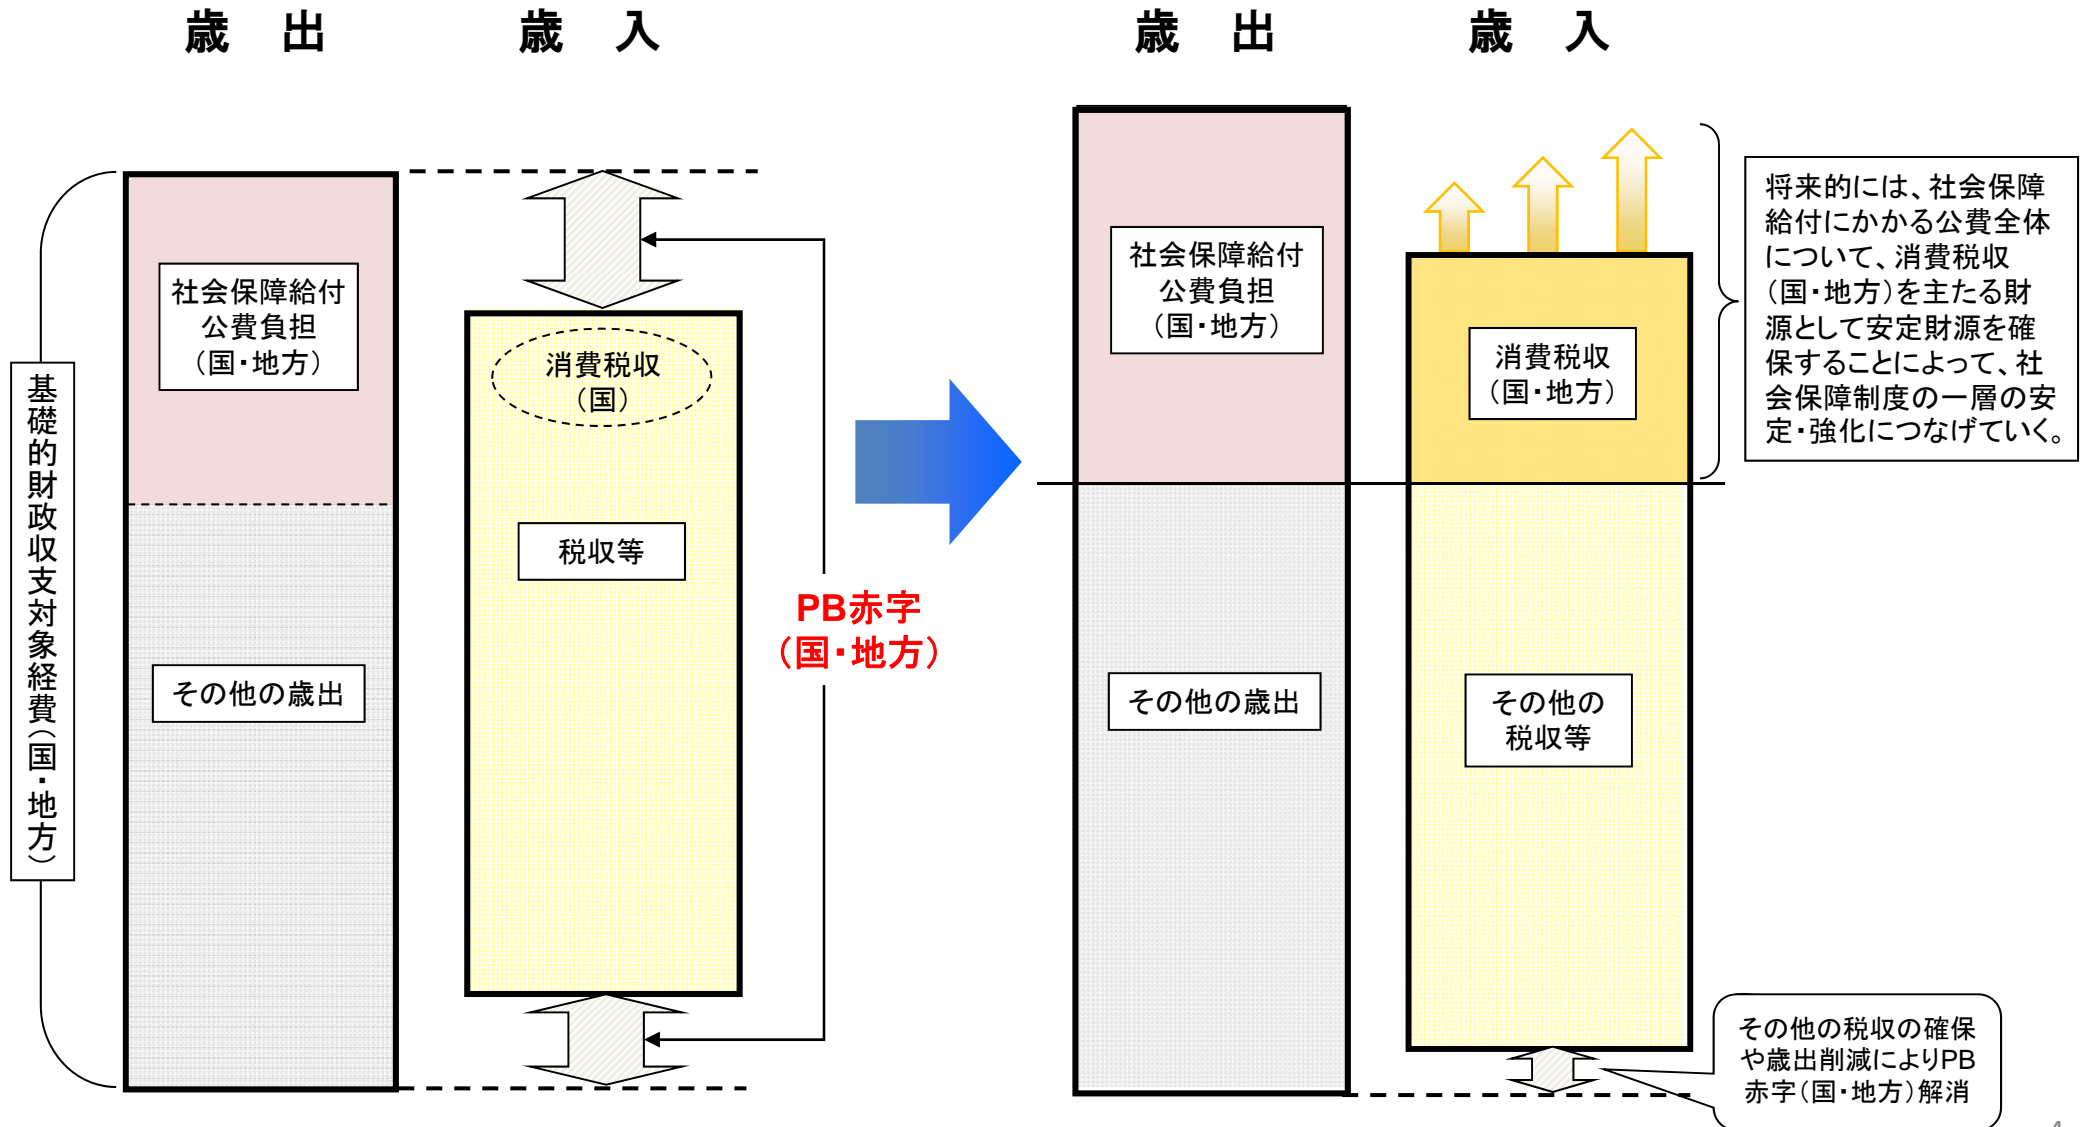 歳　出
歳　入
歳　出
歳　入
基礎的財政収支対象経費（国・地方）
社会保障給付
公費負担
（国・地方）
その他の歳出
消費税収
（国）
税収等
PB赤字
（国・地方）
社会保障給付
公費負担
（国・地方）
その他の歳出
消費税収
（国・地方）
その他の
税収等
将来的には、社会保障
給付にかかる公費全体
について、消費税収
（国・地方）を主たる財
源として安定財源を確
保することによって、社
会保障制度の一層の安
定・強化につなげていく。
その他の税収の確保
や歳出削減によりPB
赤字（国・地方）解消